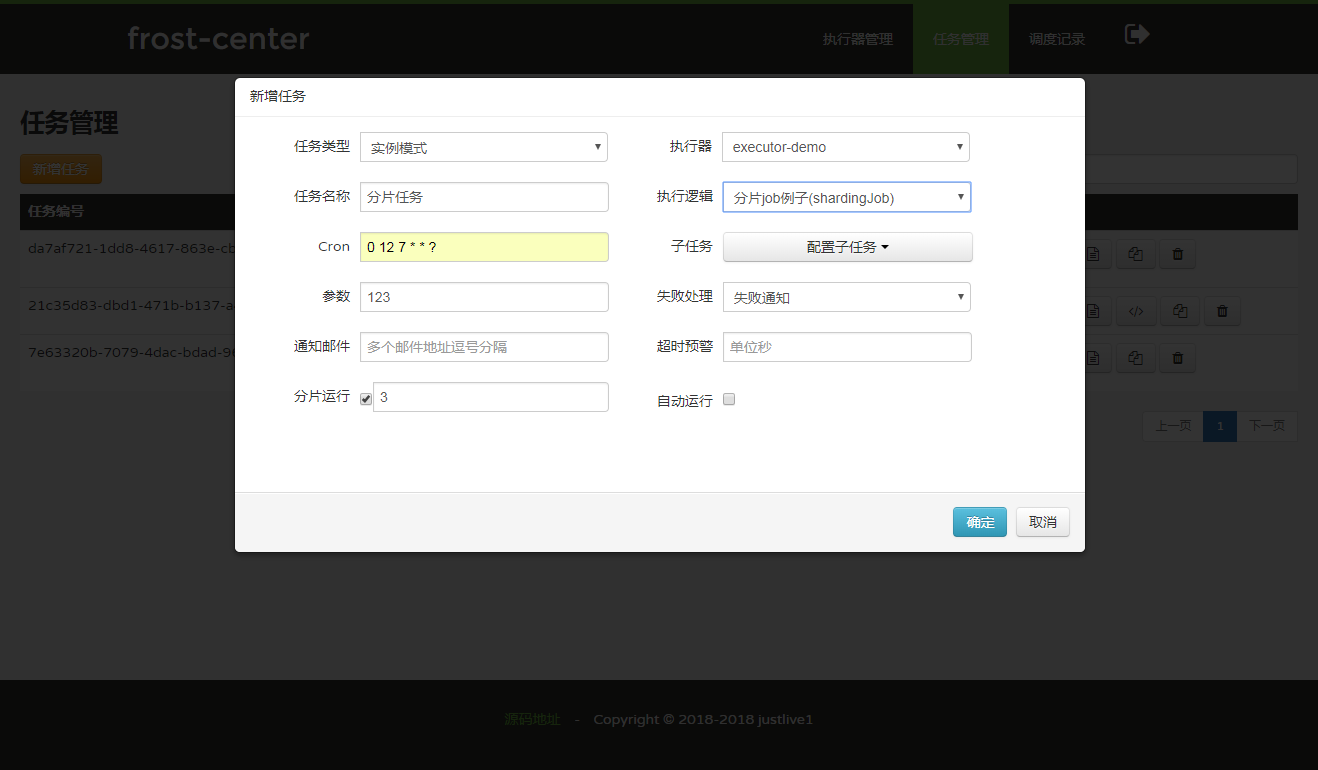 frost-center
执行器管理
任务管理
调度记录
任务管理
新增任务
任务编号
da7af721-1dd8-4617-863e-cb
21c35d83-dbd1-471b-b137-a
7e63320b-7079-4dac-bdad-9
上一页 1 下一页
新增任务
任务类型 实例模式 执行器 executor-demo
任务名称 分片任务 执行逻辑 分片job例子(shardingJob)
Cron 0 12 7 * * ? 子任务 配置子任务
参数 123 失败处理 失败通知
通知邮件 多个邮件地址逗号分隔 超时预警 单位秒
分片运行 3 自动运行
确定 取消
源码地址 - Copyright © 2018-2018 justlive1